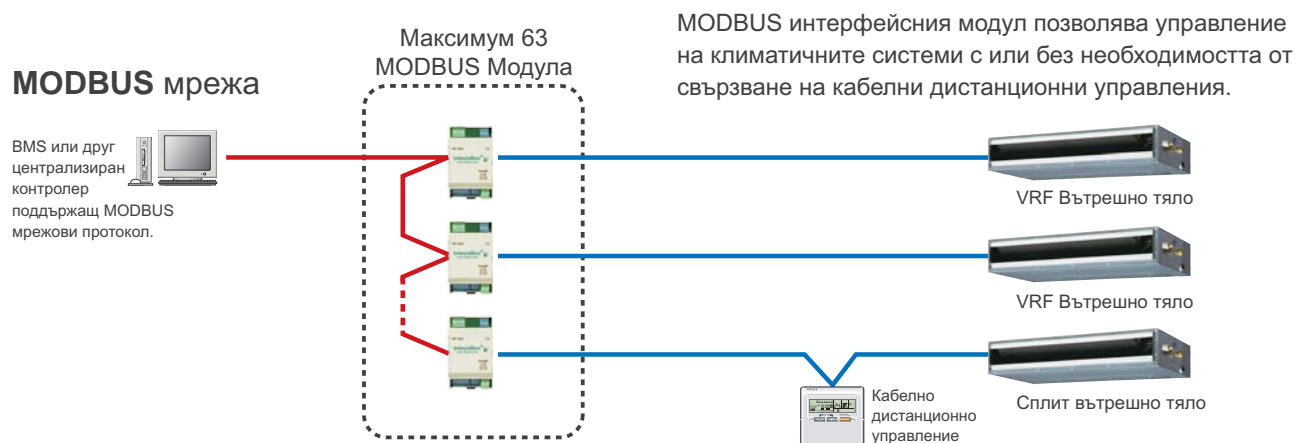 MODBUS интерфейсния модул позволява управление
на климатичните системи с или без необходимостта от
свързване на кабелни дистанционни управления.
Максимум 63
MODBUS Модула
MODBUS мрежа
BMS или друг
централизиран
контролер
поддържащ MODBUS
мрежови протокол.
VRF Вътрешно тяло
VRF Вътрешно тяло
Сплит вътрешно тяло
Кабелно
дистанционно
управление